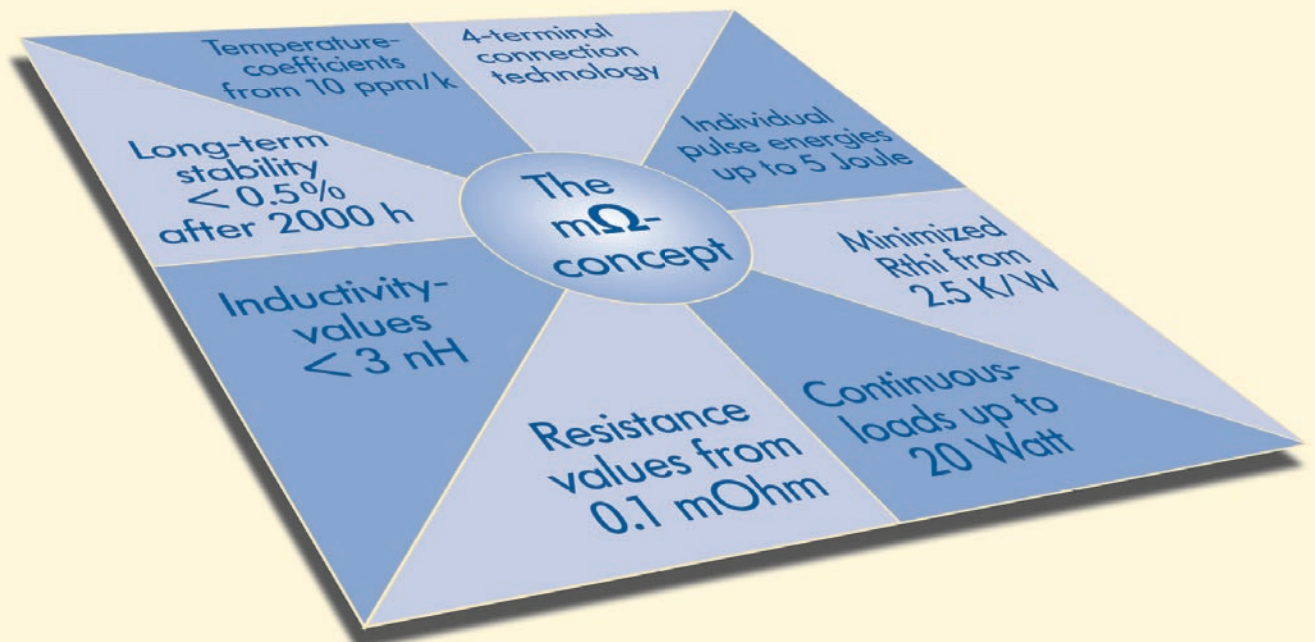 Temperature-
coefficients
from 10 ppm/k
4-terminal
connection
technology
Individual
pulse energies
up to 5 Joule
Long-term
stability
< 0.5%
after 2000 h
The
mΩ-
concept
Minimized
Rthi from
2.5 K/W
Inductivity-
values
< 3 nH
Resistance
values from
0.1 mOhm
Continuous-
loads up to
20 Watt